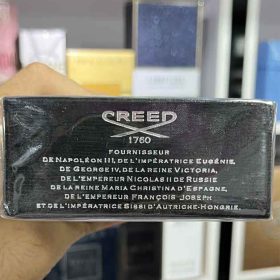 CREED
1760
FOURNISSEUR
DE NAPOLÉON III, DE L'IMPÉRATRICE EUGÉNIE,
DE GEORGE IV, DE LA REINE VICTORIA,
DE L'EMPEREUR NICOLAS II DE RUSSIE
DE LA REINE MARIA CHRISTINA D'ESPAGNE,
DE L'EMPEREUR FRANÇOIS JOSEPH
ET DE L'IMPÉRATRICE SISSI D'AUTRICHE-HONGRIE.